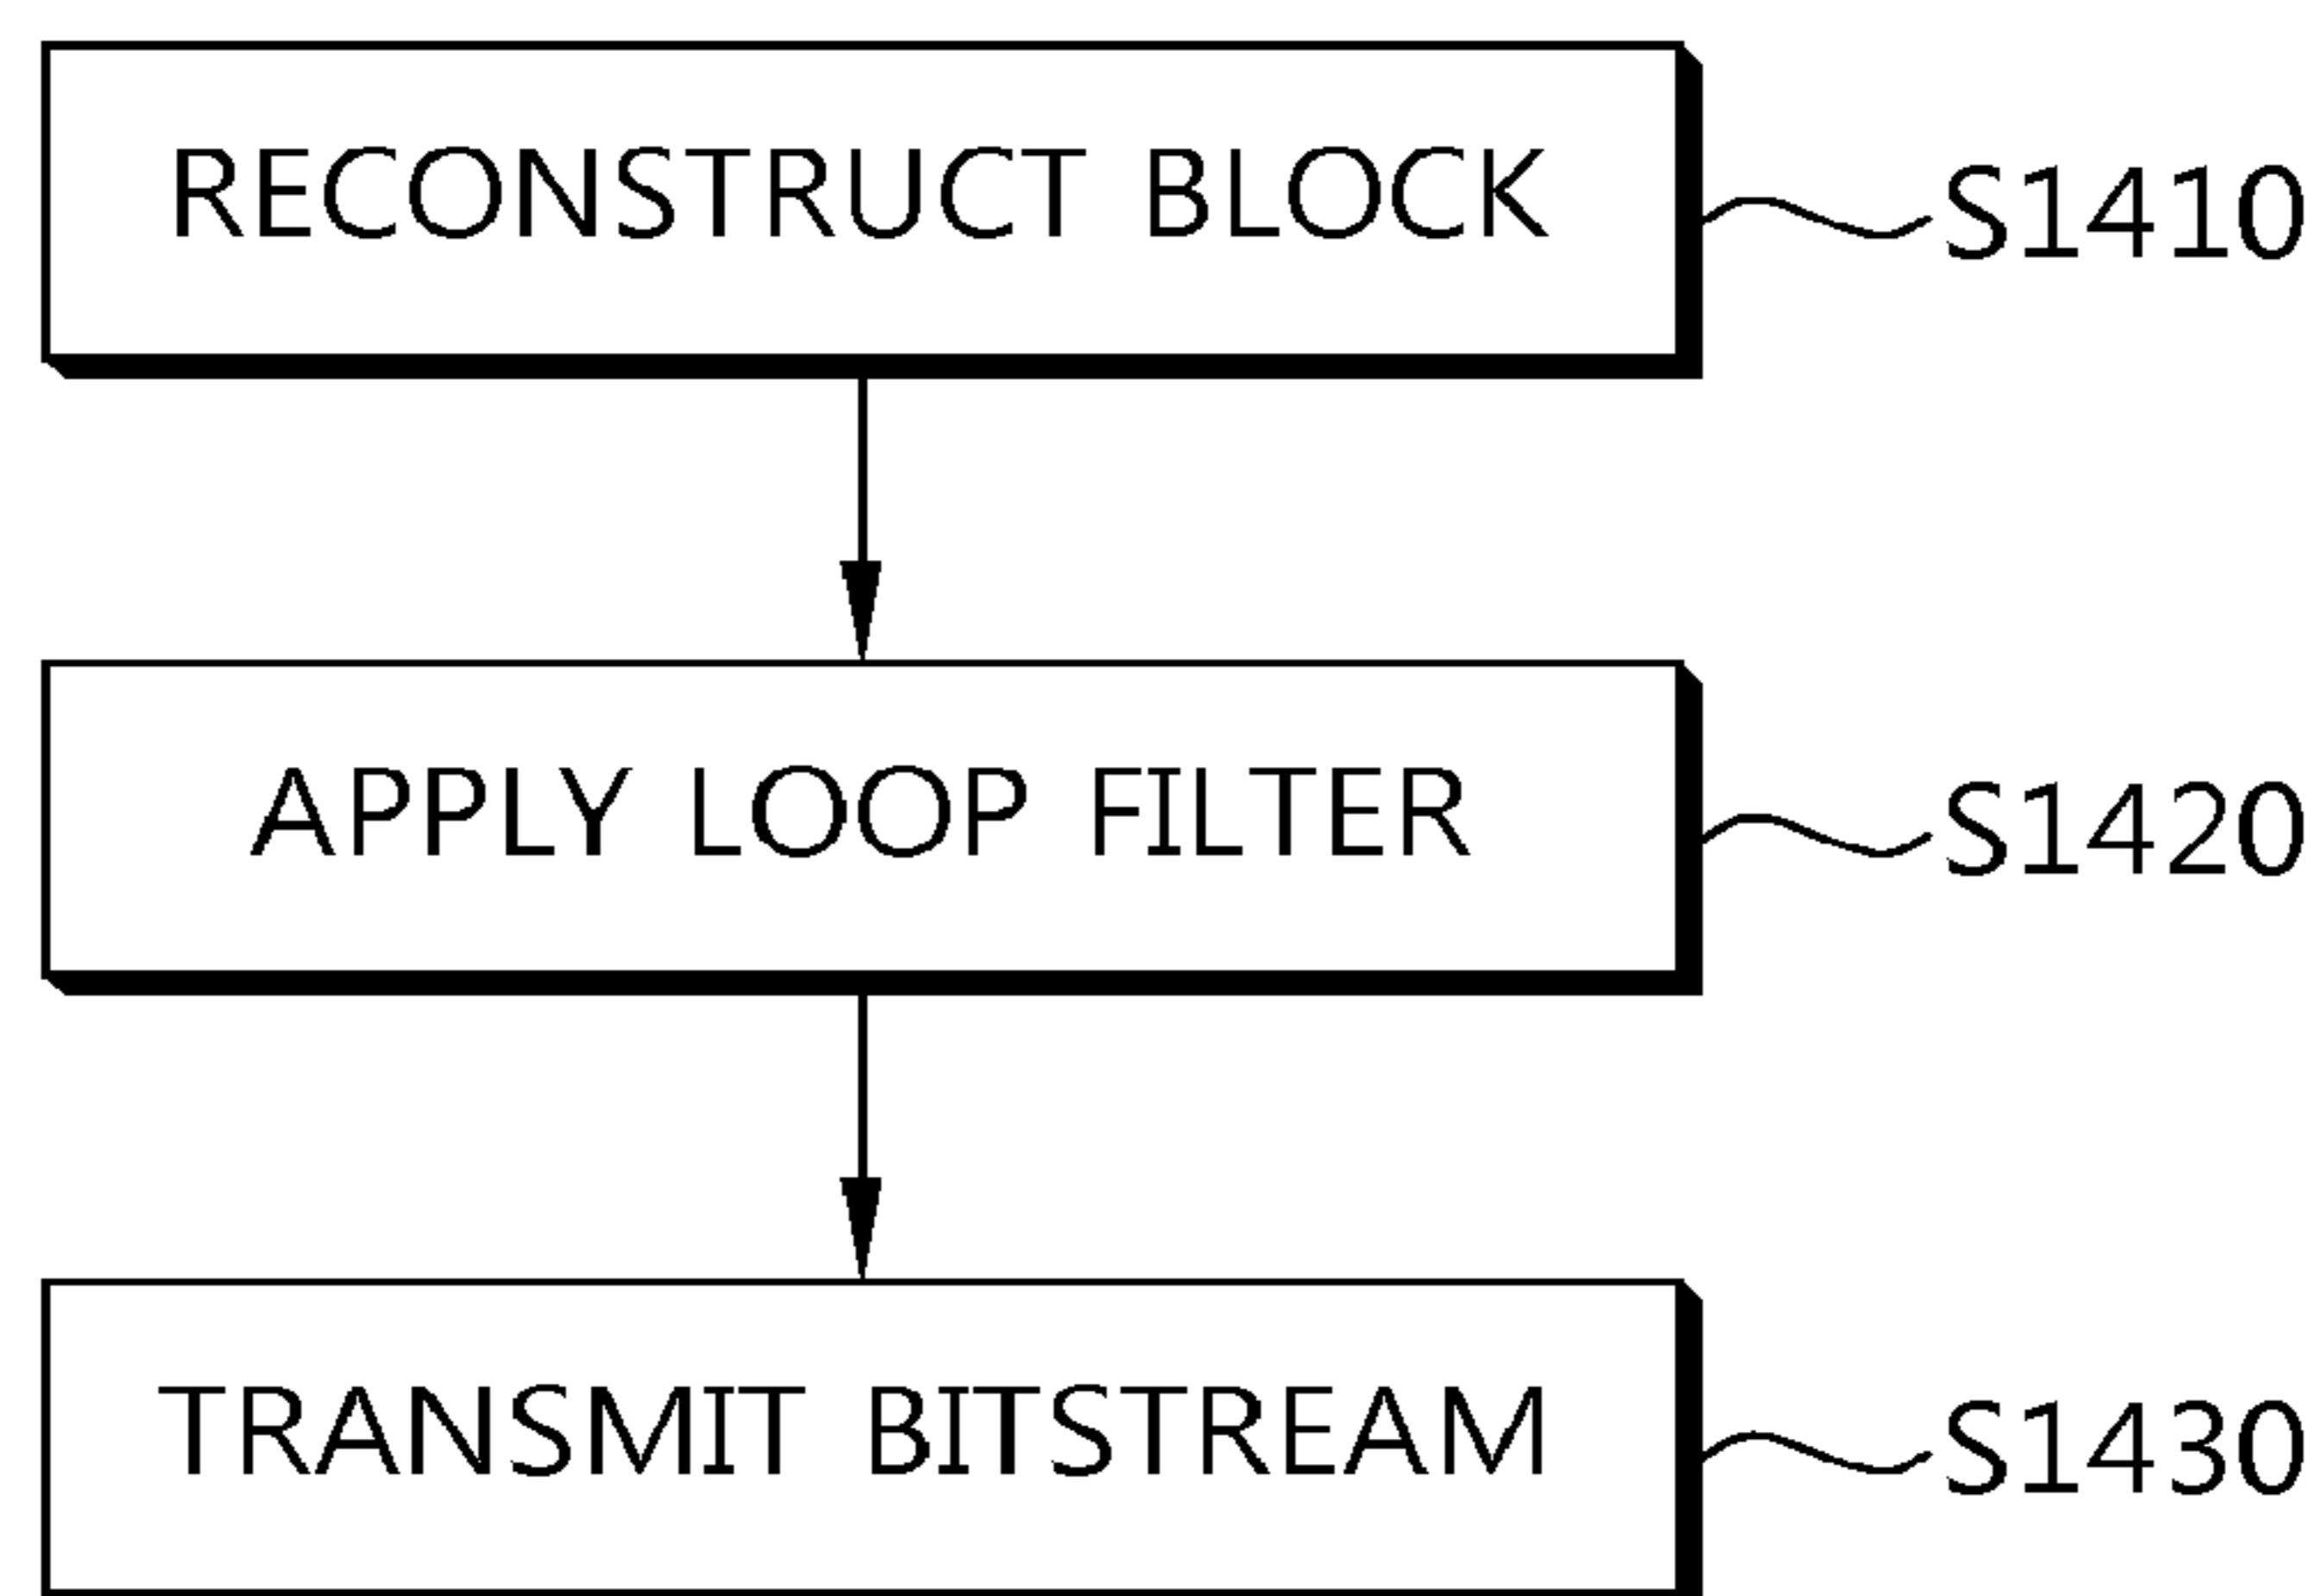 RECONSTRUCT BLOCK
S1410
APPLY LOOP FILTER
S1420
TRANSMIT BITSTREAM
S1430